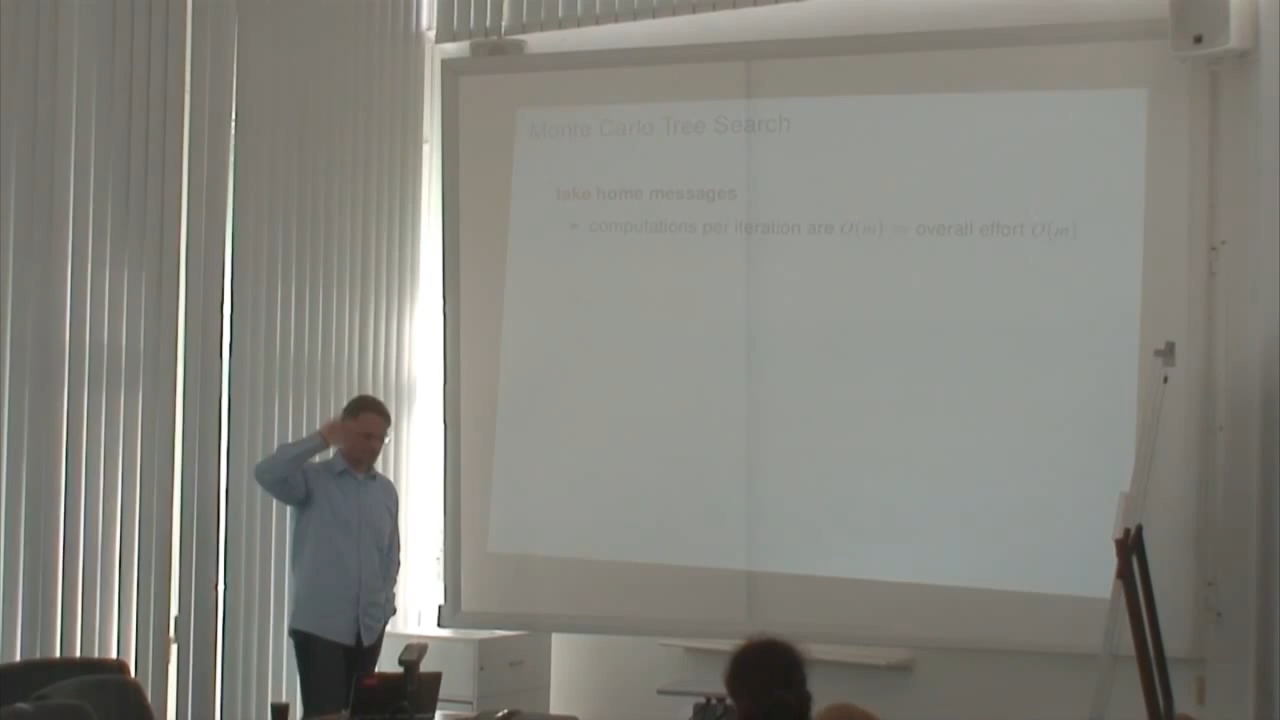 Monte Carlo Tree Search
take home messages
computations per iteration are O(m) overall effort O(m)